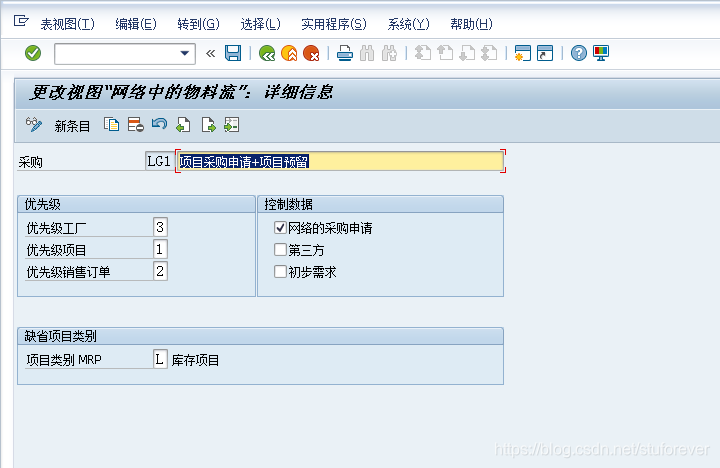 表视图(T) 编辑(E) 转到(G) 选择(L) 实用程序(S) 系统(Y) 帮助(H)
更改视图“网络中的物料流”: 详细信息
新条目
采购 LG1 项目采购申请+项目预留
优先级 控制数据
优先级工厂 3 网络的采购申请
优先级项目 1 第三方
优先级销售订单 2 初步需求
缺省项目类别
项目类别 MRP L 库存项目
https://blog.csdn.net/stuforever